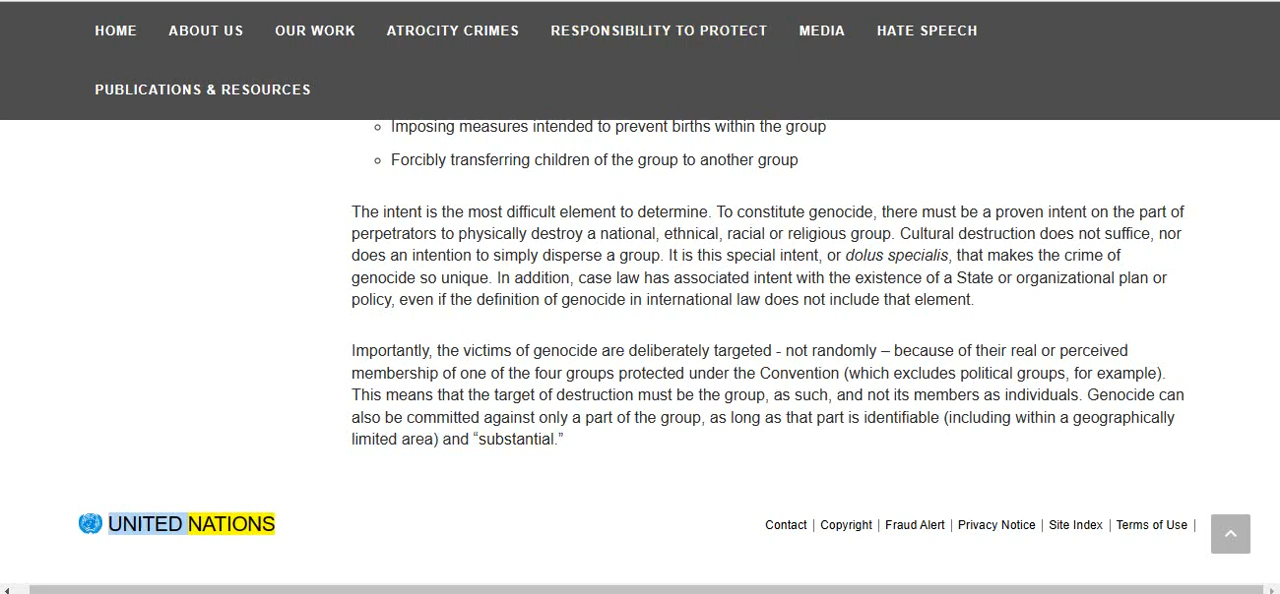 HOME ABOUT US OUR WORK ATROCITY CRIMES RESPONSIBILITY TO PROTECT MEDIA HATE SPEECH
PUBLICATIONS & RESOURCES
Imposing measures intended to prevent births within the group
Forcibly transferring children of the group to another group
The intent is the most difficult element to determine. To constitute genocide, there must be a proven intent on the part of
perpetrators to physically destroy a national, ethnical, racial or religious group. Cultural destruction does not suffice, nor
does an intention to simply disperse a group. It is this special intent, or dolus specialis, that makes the crime of
genocide so unique. In addition, case law has associated intent with the existence of a State or organizational plan or
policy, even if the definition of genocide in international law does not include that element.
Importantly, the victims of genocide are deliberately targeted - not randomly – because of their real or perceived
membership of one of the four groups protected under the Convention (which excludes political groups, for example).
This means that the target of destruction must be the group, as such, and not its members as individuals. Genocide can
also be committed against only a part of the group, as long as that part is identifiable (including within a geographically
limited area) and “substantial.”
UNITED NATIONS Contact | Copyright | Fraud Alert | Privacy Notice | Site Index | Terms of Use |